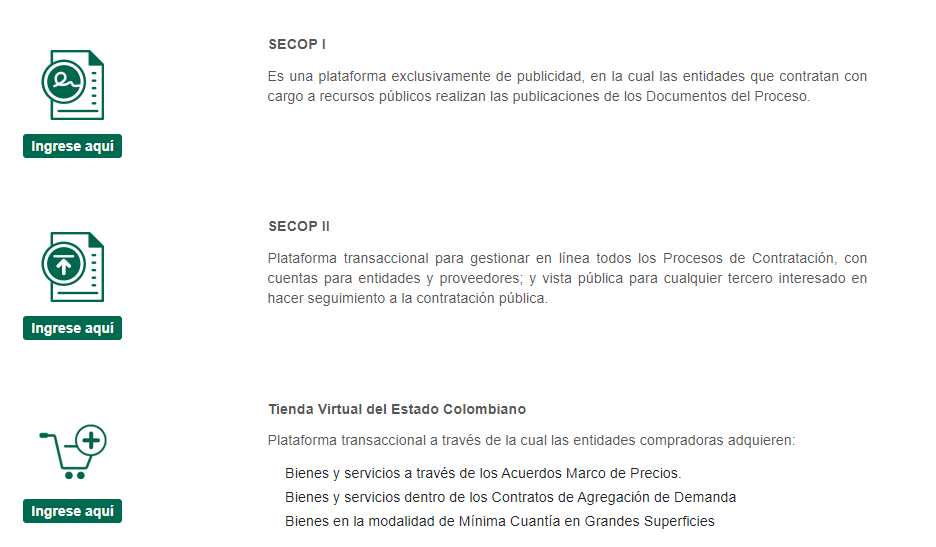 SECOP I
Es una plataforma exclusivamente de publicidad, en la cual las entidades que contratan con
cargo a recursos públicos realizan las publicaciones de los Documentos del Proceso.
Ingrese aquí
SECOP II
Plataforma transaccional para gestionar en línea todos los Procesos de Contratación, con
cuentas para entidades y proveedores; y vista pública para cualquier tercero interesado en
hacer seguimiento a la contratación pública.
Ingrese aquí
Tienda Virtual del Estado Colombiano
Plataforma transaccional a través de la cual las entidades compradoras adquieren:
Bienes y servicios a través de los Acuerdos Marco de Precios.
Bienes y servicios dentro de los Contratos de Agregación de Demanda
Bienes en la modalidad de Mínima Cuantía en Grandes Superficies
Ingrese aquí